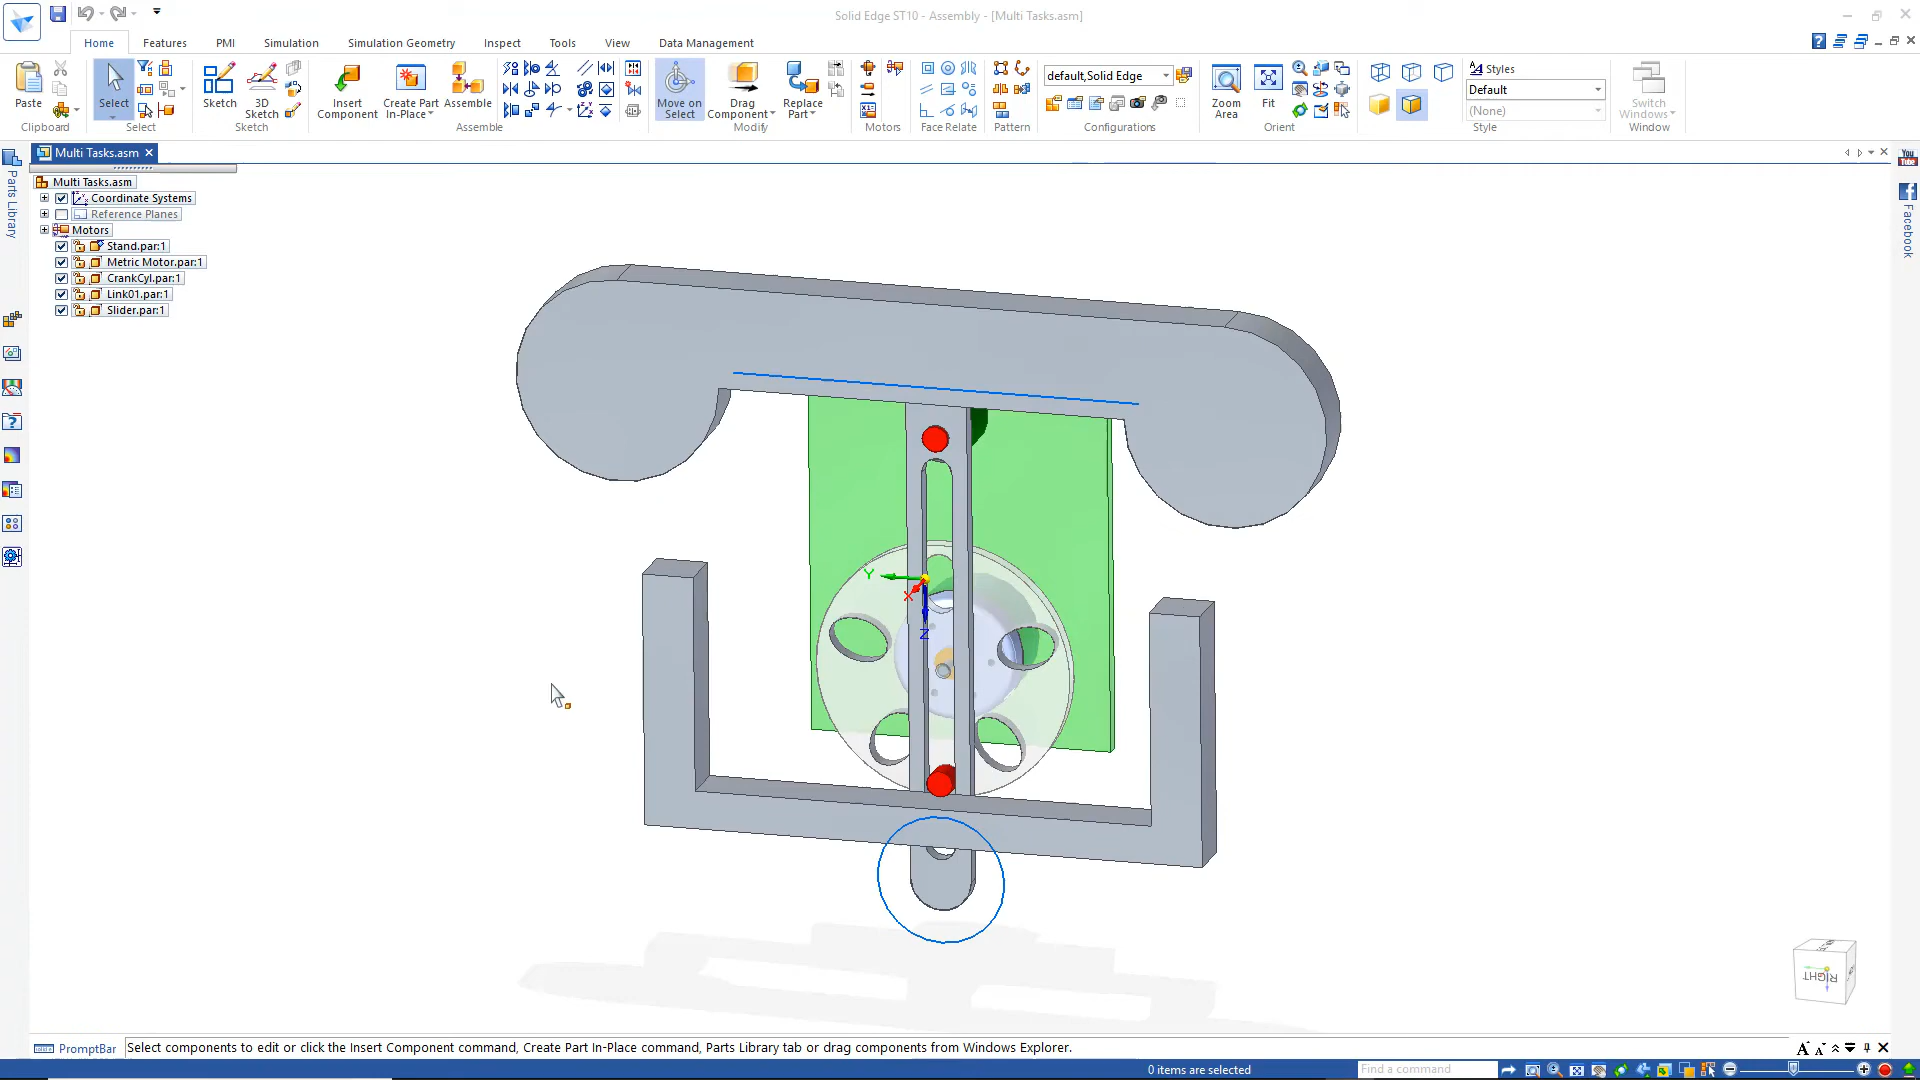 Solid Edge ST10 - Assembly - [Multi Tasks.asm]
Home Features PMI Simulation Simulation Geometry Inspect Tools View Data Management
Paste
Clipboard
Select
Select
Sketch
3D Sketch
Sketch
Insert Component
Create Part In-Place
Assemble
Assemble
Move on Select
Drag Component
Replace Part
Modify
Motors
Face Relate
Pattern
default,Solid Edge
Configurations
Zoom Area
Fit
Orient
Styles
Default
(None)
Style
Switch Windows
Window
Multi Tasks.asm
Parts Library
You Tube
Facebook
Multi Tasks.asm
Coordinate Systems
Reference Planes
Motors
Stand.par:1
Metric Motor.par:1
CrankCyl.par:1
Link01.par:1
Slider.par:1
Y
X
Z
RIGHT
PromptBar
Select components to edit or click the Insert Component command, Create Part In-Place command, Parts Library tab or drag components from Windows Explorer.
0 items are selected
Find a command